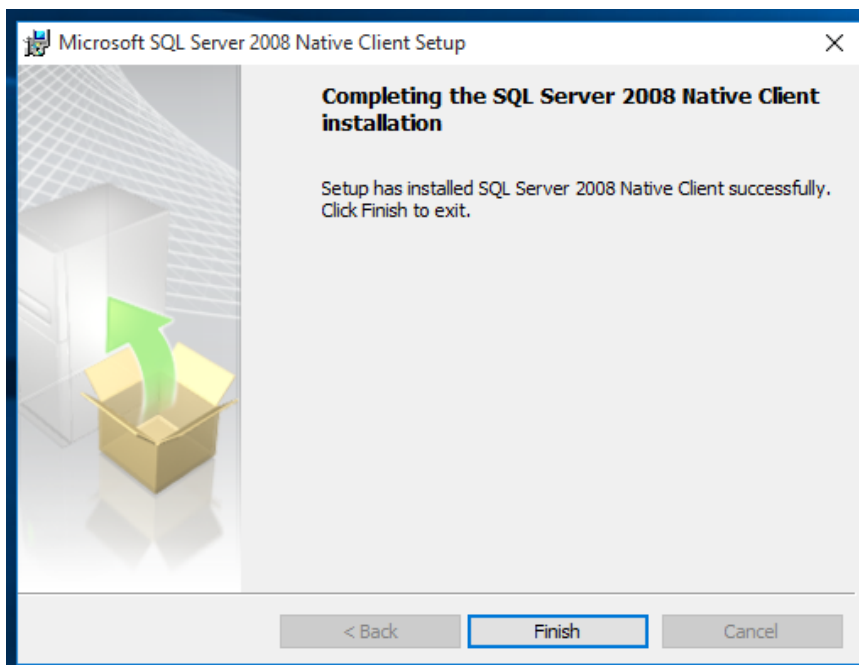 Microsoft SQL Server 2008 Native Client Setup
Completing the SQL Server 2008 Native Client
installation
Setup has installed SQL Server 2008 Native Client successfully.
Click Finish to exit.
< Back
Finish
Cancel